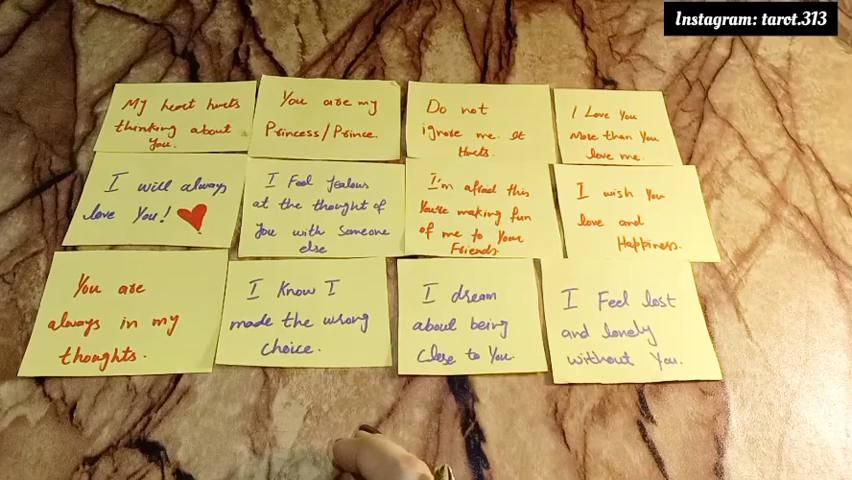 Instagram: tarot.313
My heart hurts
thinking about
You.
You are my
Princess/Prince.
Do not
ignore me. It
Hurts.
I Love You
More than You
love me.
I will always
love You!
I Feel Jealous
at the thought of
You with Someone
else
I'm afraid this
You're making fun
of me to Your
Friends.
I wish You
love and
Happiness.
You are
always in my
thoughts.
I Know I
made the wrong
choice.
I dream
about being
Close to You.
I Feel lost
and lonely
without You.